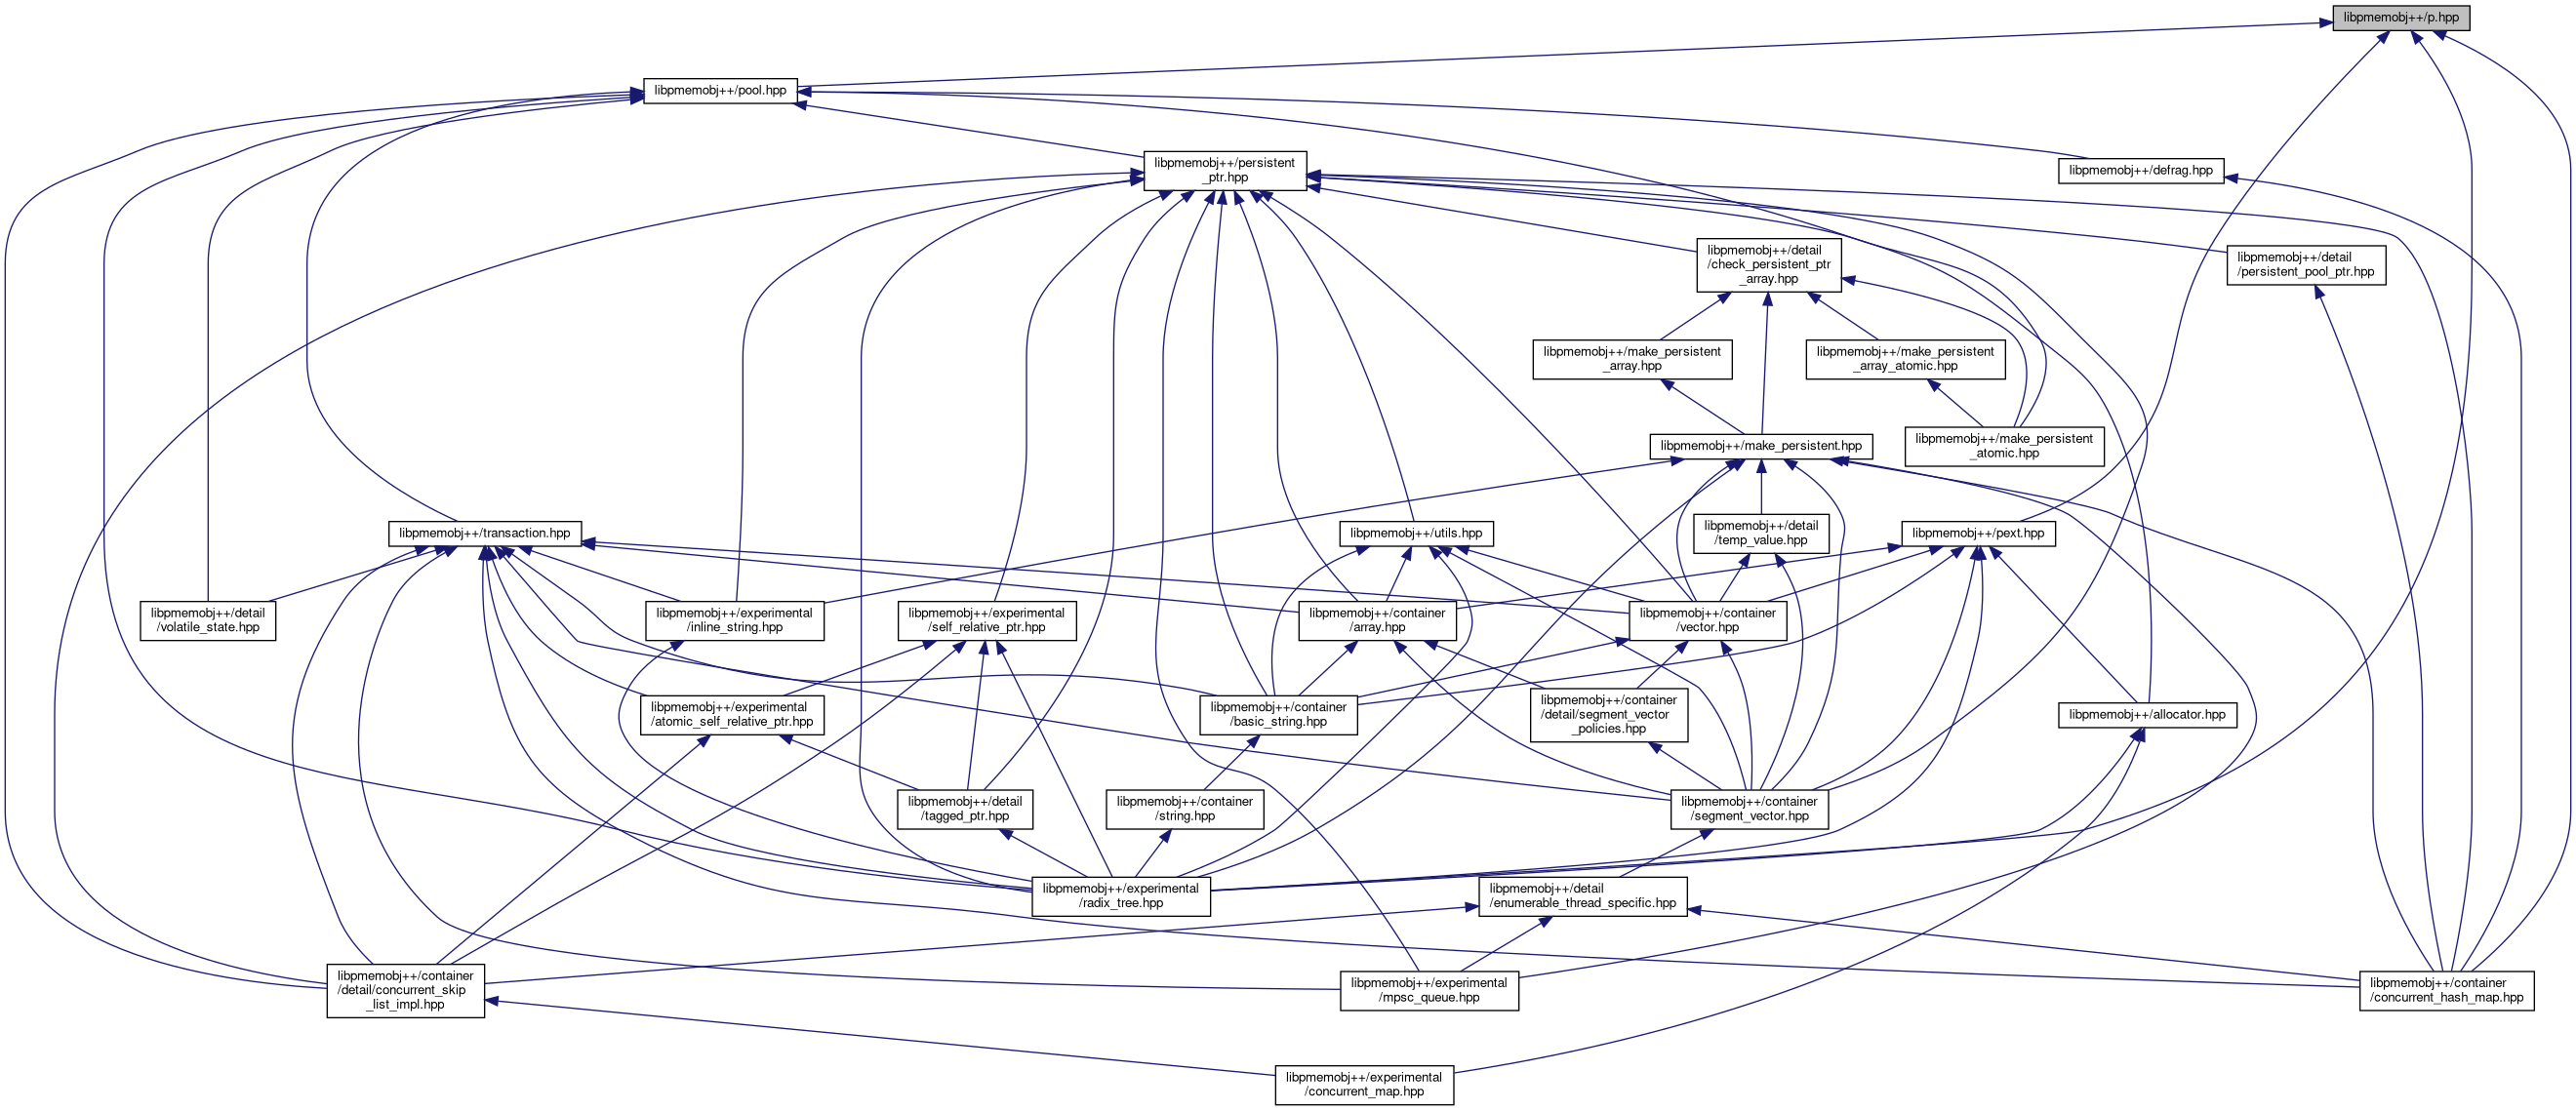 libpmemobj++/p.hpp
libpmemobj++/pool.hpp
libpmemobj++/persistent
_ptr.hpp
libpmemobj++/defrag.hpp
libpmemobj++/detail
/check_persistent_ptr
_array.hpp
libpmemobj++/detail
/persistent_pool_ptr.hpp
libpmemobj++/make_persistent
_array.hpp
libpmemobj++/make_persistent
_array_atomic.hpp
libpmemobj++/make_persistent.hpp
libpmemobj++/make_persistent
_atomic.hpp
libpmemobj++/transaction.hpp
libpmemobj++/utils.hpp
libpmemobj++/detail
/temp_value.hpp
libpmemobj++/pext.hpp
libpmemobj++/detail
/volatile_state.hpp
libpmemobj++/experimental
/inline_string.hpp
libpmemobj++/experimental
/self_relative_ptr.hpp
libpmemobj++/container
/array.hpp
libpmemobj++/container
/vector.hpp
libpmemobj++/experimental
/atomic_self_relative_ptr.hpp
libpmemobj++/container
/basic_string.hpp
libpmemobj++/container
/detail/segment_vector
_policies.hpp
libpmemobj++/allocator.hpp
libpmemobj++/detail
/tagged_ptr.hpp
libpmemobj++/container
/string.hpp
libpmemobj++/container
/segment_vector.hpp
libpmemobj++/experimental
/radix_tree.hpp
libpmemobj++/detail
/enumerable_thread_specific.hpp
libpmemobj++/container
/detail/concurrent_skip
_list_impl.hpp
libpmemobj++/experimental
/mpsc_queue.hpp
libpmemobj++/container
/concurrent_hash_map.hpp
libpmemobj++/experimental
/concurrent_map.hpp